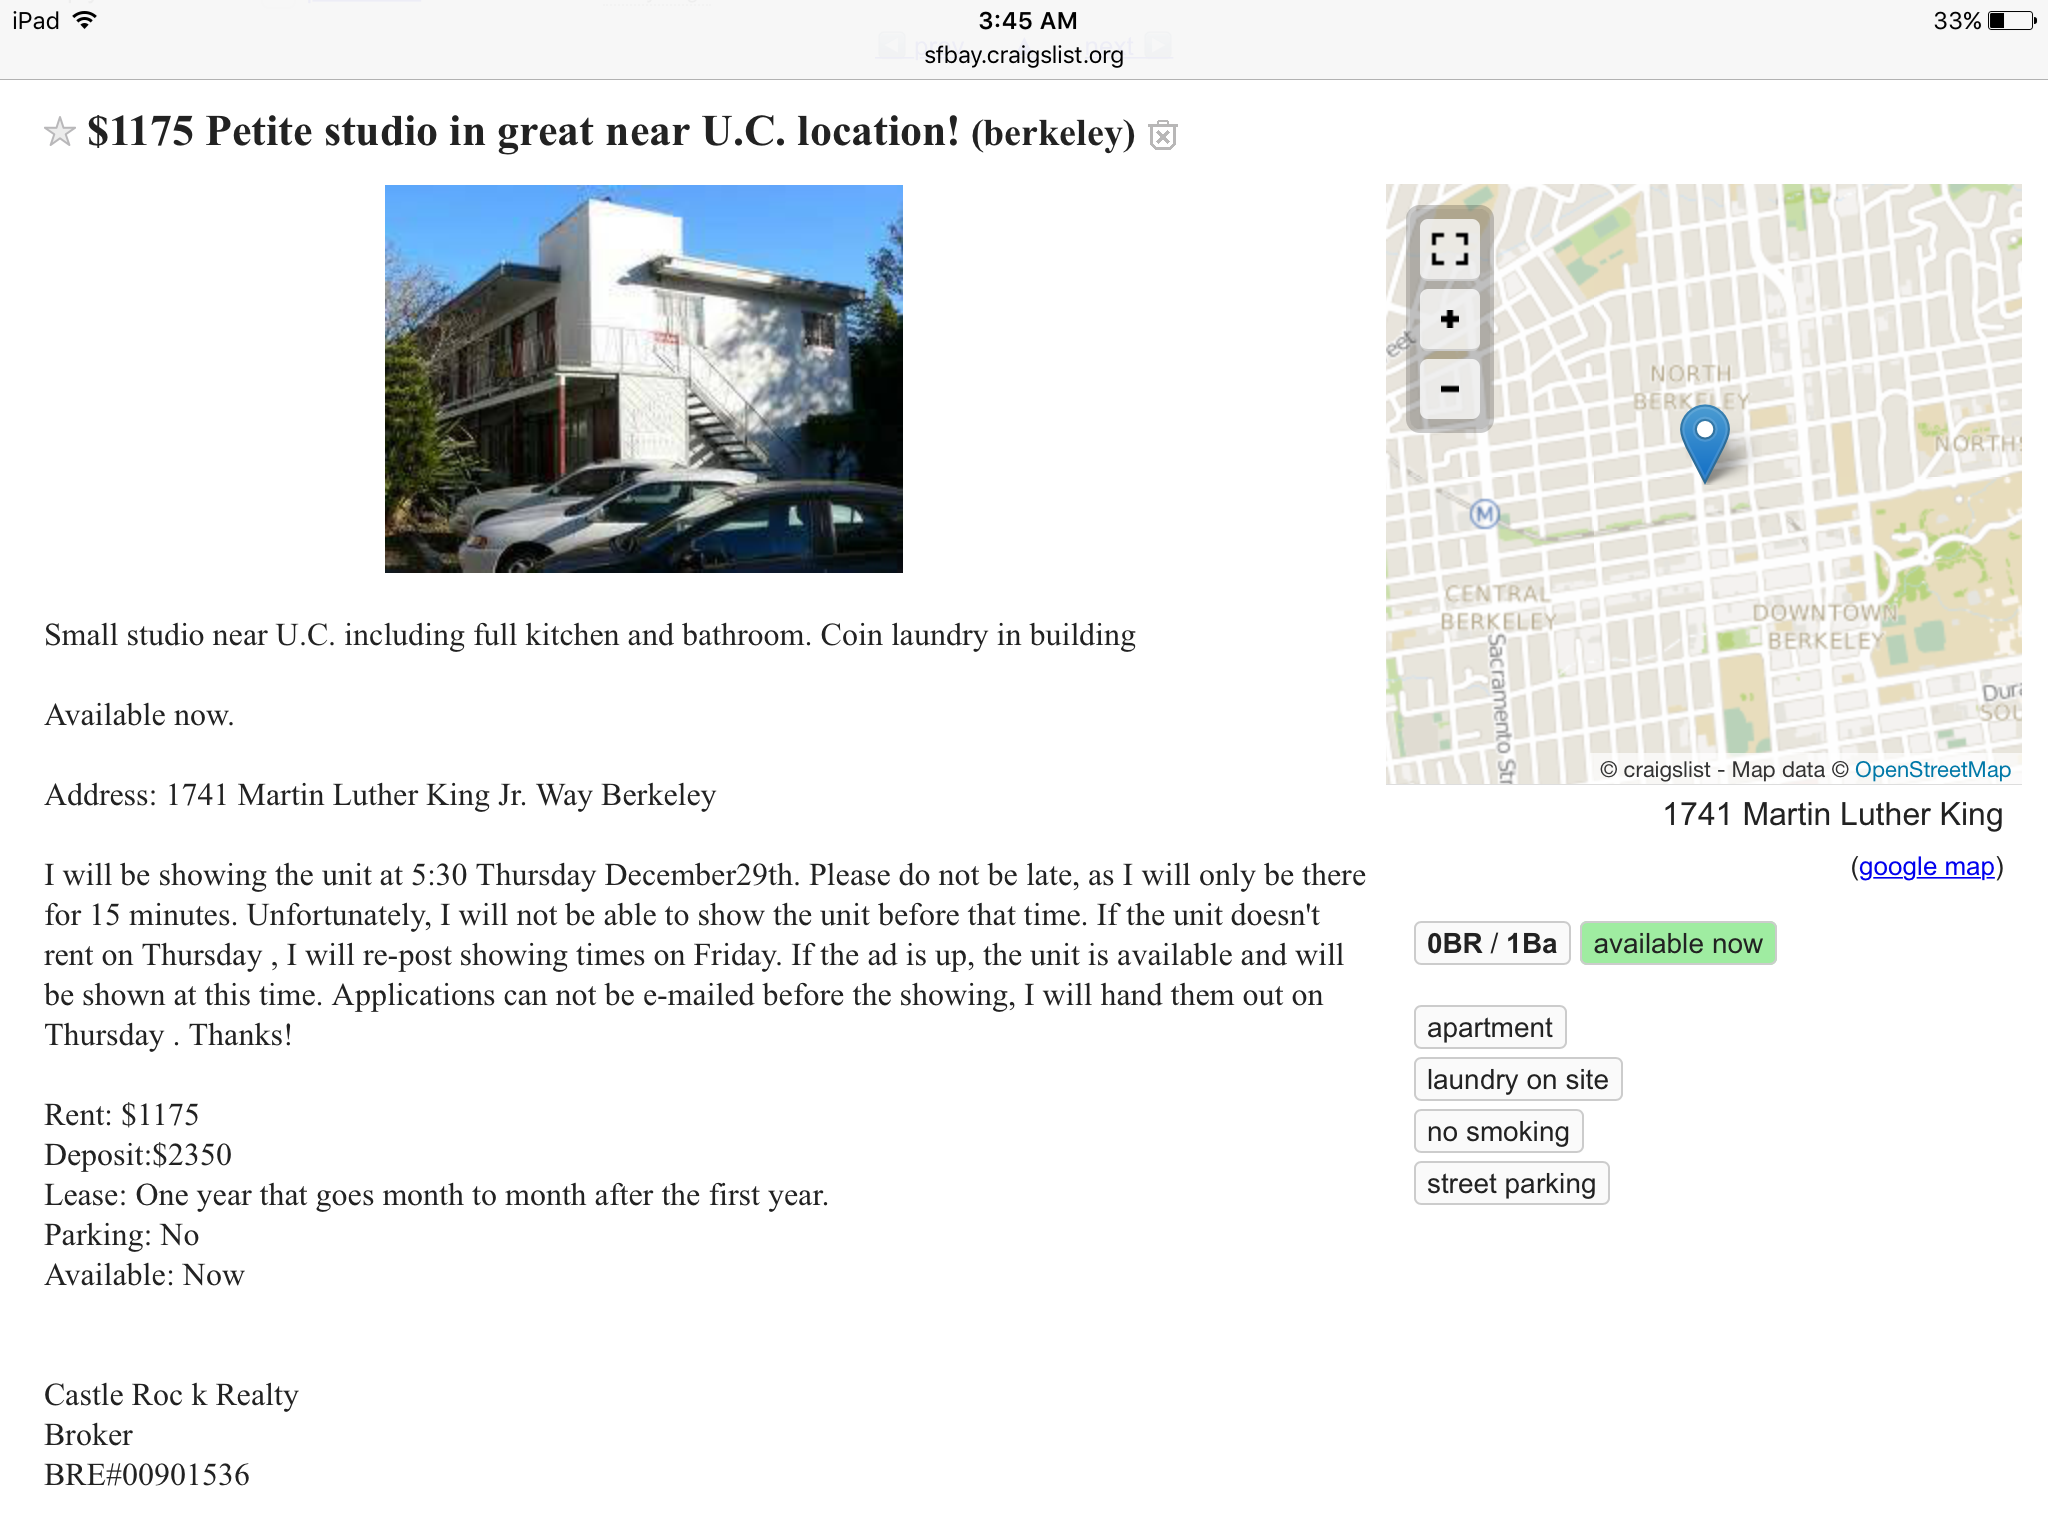 iPad
3:45 AM
33%
sfbay.craigslist.org
$1175 Petite studio in great near U.C. location! (berkeley)
Small studio near U.C. including full kitchen and bathroom. Coin laundry in building
Available now.
Address: 1741 Martin Luther King Jr. Way Berkeley
I will be showing the unit at 5:30 Thursday December29th. Please do not be late, as I will only be there
for 15 minutes. Unfortunately, I will not be able to show the unit before that time. If the unit doesn't
rent on Thursday , I will re-post showing times on Friday. If the ad is up, the unit is available and will
be shown at this time. Applications can not be e-mailed before the showing, I will hand them out on
Thursday . Thanks!
Rent: $1175
Deposit:$2350
Lease: One year that goes month to month after the first year.
Parking: No
Available: Now
Castle Roc k Realty
Broker
BRE#00901536
+
-
eet
NORTH
BERKELEY
NORTHS
M
CENTRAL
BERKELEY
DOWNTOWN
BERKELEY
Sacramento Str
Dura
SOU
© craigslist - Map data © OpenStreetMap
1741 Martin Luther King
(google map)
0BR / 1Ba
available now
apartment
laundry on site
no smoking
street parking